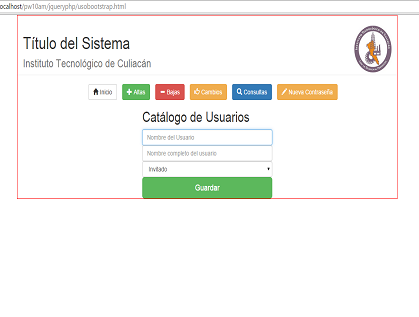 ocalhost/pw10am/jqueryphp/usobootstrap.html
Título del Sistema
Instituto Tecnológico de Culiacán
Inicio Altas Bajas Cambios Consultas Nueva Contraseña
Catálogo de Usuarios
Nombre del Usuario
Nombre completo del usuario
Invitado
Guardar